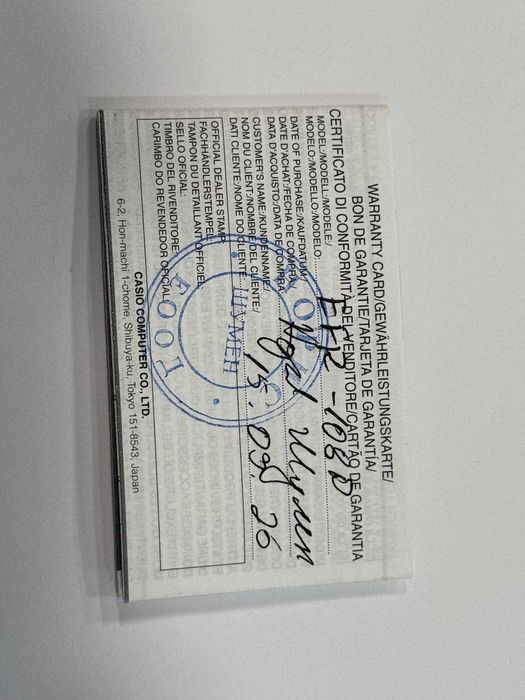 WARRANTY CARD/GEWÄHRLEISTUNGSKARTE/
BON DE GARANTIE/TARJETA DE GARANTÍA/
CERTIFICATO DI CONFORMITÀ DEL VENDITORE/CARTÃO DE GARANTIA
MODEL:/MODELL:/MODELE:/
MODELO:/MODELLO:/MODELO: -108D
DATE OF PURCHASE:/KAUFDATUM:
DATE D'ACHAT:/FECHA DE COMPRA:
DATA D'ACQUISTO:/DATA DE COMPRA:
CUSTOMER'S NAME:/KUNDENNAME:/
NOM DU CLIENT:/NOMBRE DEL CLIENTE:/
DATI CLIENTE:/NOME DO CLIENTE:
15.09.26
OFFICIAL DEALER STAMP:
FACHHÄNDLERSTEMPEL:
TAMPON DU DETAILLANT OFFICIEL:
SELLO OFICIAL:
TIMBRO DEL RIVENDITORE:
CARIMBO DO REVENDEDOR OFICIAL:
CASIO COMPUTER CO., LTD.
6-2, Hon-machi 1-chome, Shibuya-ku, Tokyo 151-8543, Japan